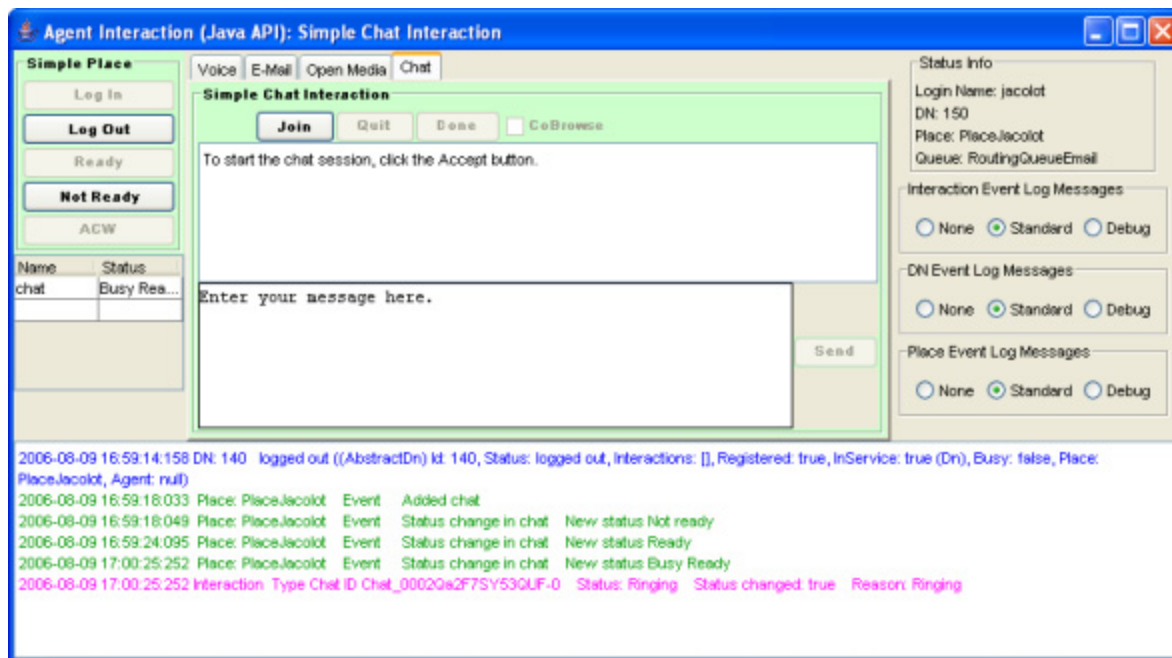 Agent Interaction (Java API): Simple Chat Interaction
Simple Place
Log In
Log Out
Ready
Not Ready
ACW
Name Status
chat Busy Rea...
Voice E-Mail Open Media Chat
Simple Chat Interaction
Join Quit Done CoBrowse
To start the chat session, click the Accept button.
Enter your message here.
Send
Status Info
Login Name: jacolot
DN: 150
Place: PlaceJacolot
Queue: RoutingQueueEmail
Interaction Event Log Messages
None Standard Debug
DN Event Log Messages
None Standard Debug
Place Event Log Messages
None Standard Debug
2006-08-09 16:59:14:158 DN: 140 logged out ((AbstractDn) Id: 140, Status: logged out, Interactions: [], Registered: true, InService: true (Dn), Busy: false, Place:
PlaceJacolot, Agent: null)
2006-08-09 16:59:18:033 Place: PlaceJacolot Event Added chat
2006-08-09 16:59:18:049 Place: PlaceJacolot Event Status change in chat New status Not ready
2006-08-09 16:59:24:095 Place: PlaceJacolot Event Status change in chat New status Ready
2006-08-09 17:00:25:252 Place: PlaceJacolot Event Status change in chat New status Busy Ready
2006-08-09 17:00:25:252 Interaction Type Chat ID Status: Ringing Status changed: true Reason: Ringing